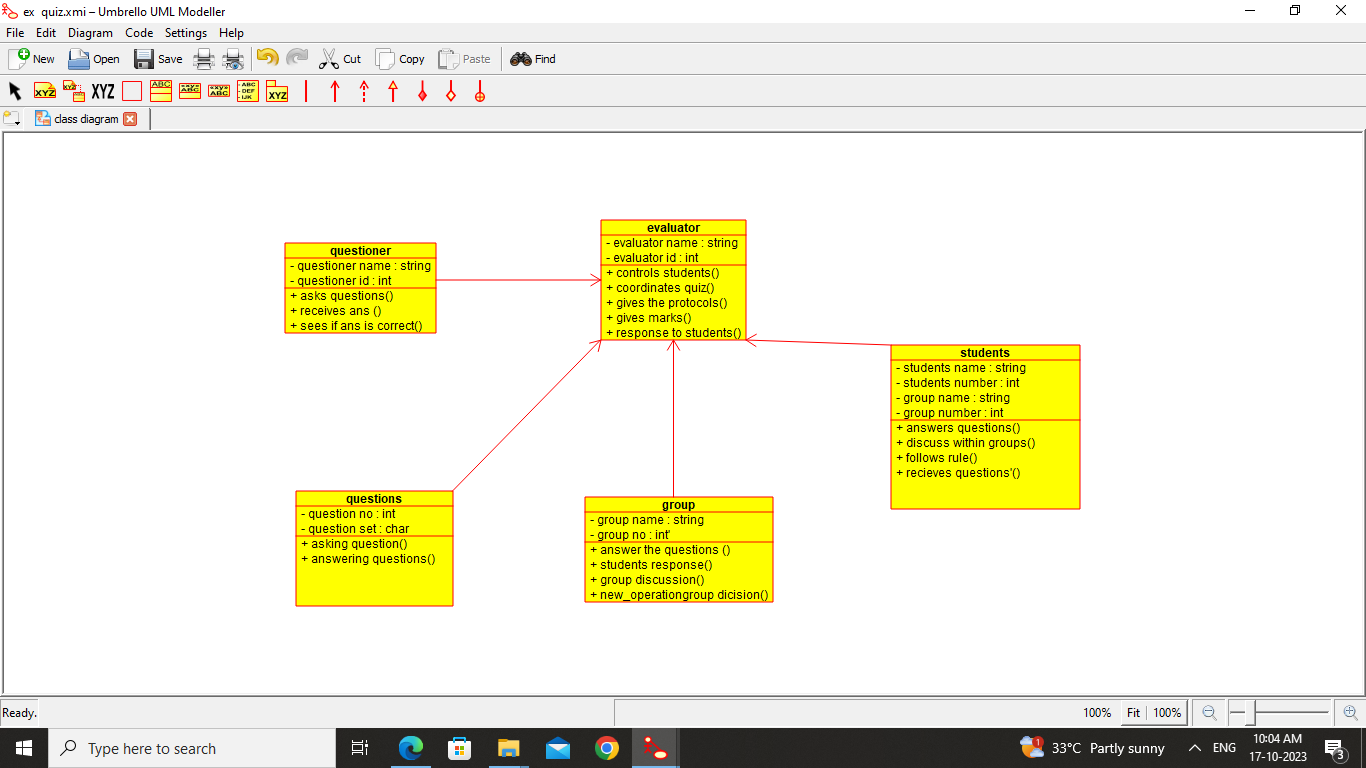 ex quiz.xmi – Umbrello UML Modeller
File Edit Diagram Code Settings Help
New Open Save Cut Copy Paste Find
XYZ XYZ XYZ ABC «xyz» ABC «xyz» ABC - ABC - DEF - IJK XYZ
class diagram
evaluator
- evaluator name : string
- evaluator id : int
+ controls students()
+ coordinates quiz()
+ gives the protocols()
+ gives marks()
+ response to students()
questioner
- questioner name : string
- questioner id : int
+ asks questions()
+ receives ans ()
+ sees if ans is correct()
students
- students name : string
- students number : int
- group name : string
- group number : int
+ answers questions()
+ discuss within groups()
+ follows rule()
+ recieves questions'()
questions
- question no : int
- question set : char
+ asking question()
+ answering questions()
group
- group name : string
- group no : int'
+ answer the questions ()
+ students response()
+ group discussion()
+ new_operationgroup dicision()
Ready.
100% Fit 100%
Type here to search
1
33°C Partly sunny
ENG
10:04 AM
17-10-2023
3